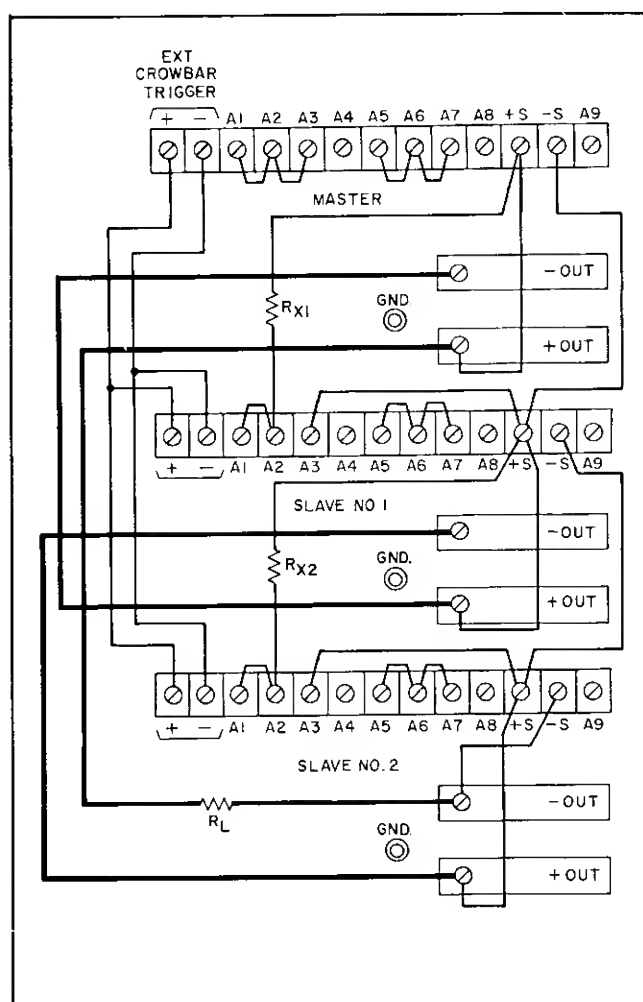 EXT
CROWBAR
TRIGGER
+ – A1 A2 A3 A4 A5 A6 A7 A8 +S –S A9
MASTER
–OUT
RX1
GND.
+OUT
+ – A1 A2 A3 A4 A5 A6 A7 A8 +S –S A9
SLAVE NO 1
–OUT
RX2
GND.
+OUT
+ – A1 A2 A3 A4 A5 A6 A7 A8 +S –S A9
SLAVE NO. 2
–OUT
RL
GND.
+OUT